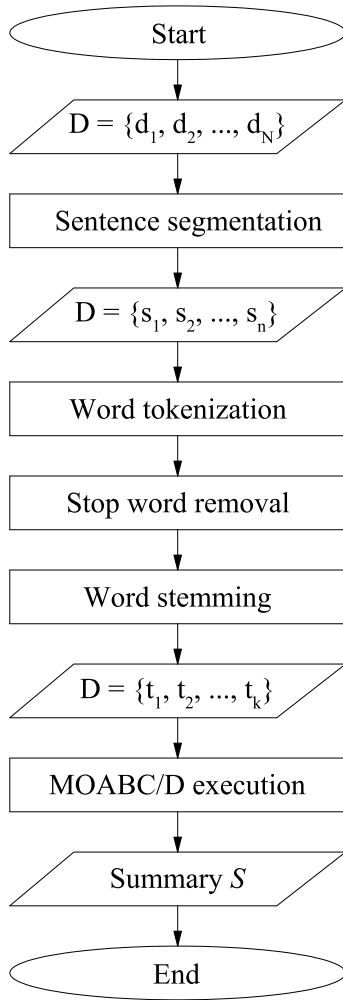 Start
D = {d₁, d₂, ..., d_N}
Sentence segmentation
D = {s₁, s₂, ..., sₙ}
Word tokenization
Stop word removal
Word stemming
D = {t₁, t₂, ..., tₖ}
MOABC/D execution
Summary S
End